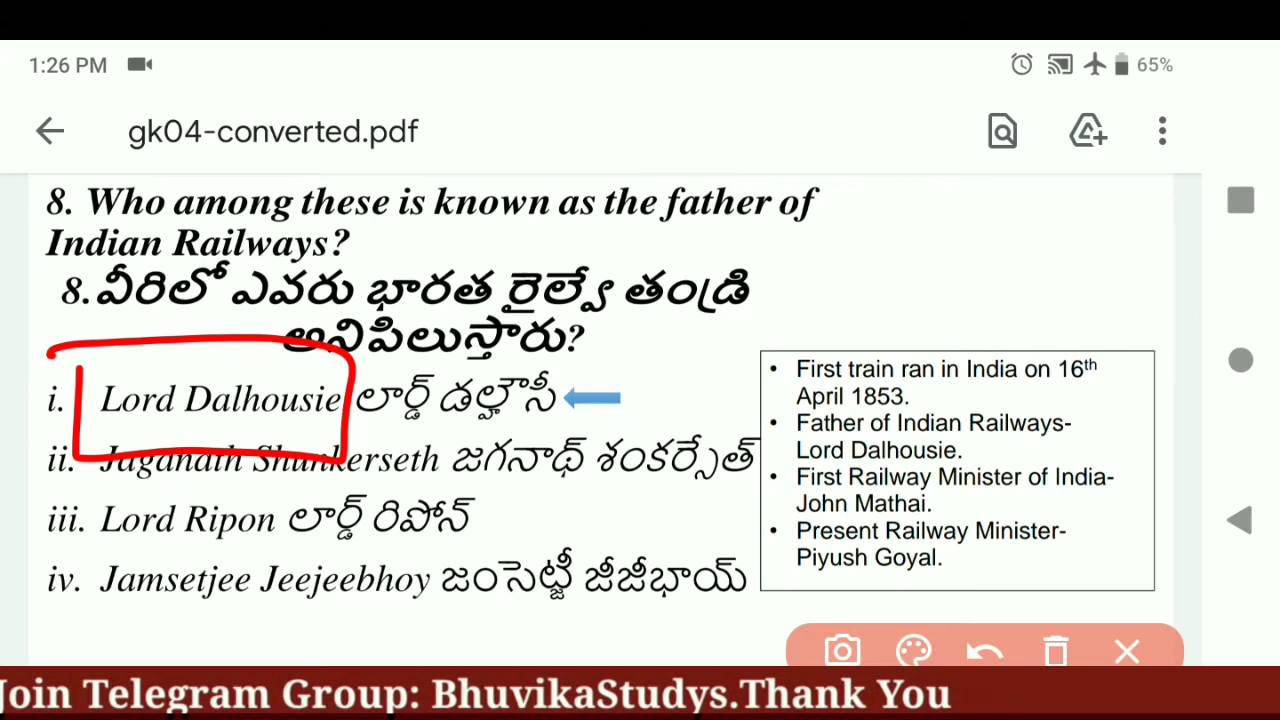 1:26 PM
65%
gk04-converted.pdf
8. Who among these is known as the father of
Indian Railways?
8.వీరిలో ఎవరు భారత రైల్వే తండ్రి
అనిపిలుస్తారు?
i. Lord Dalhousie లార్డ్ డల్హౌసీ
ii. Jaganath Shunkerseth జగనాథ్ శంకర్సేత్
iii. Lord Ripon లార్డ్ రిపోన్
iv. Jamsetjee Jeejeebhoy జంసెట్జీ జీజీభాయ్
• First train ran in India on 16th
April 1853.
• Father of Indian Railways-
Lord Dalhousie.
• First Railway Minister of India-
John Mathai.
• Present Railway Minister-
Piyush Goyal.
Join Telegram Group: BhuvikaStudys.Thank You